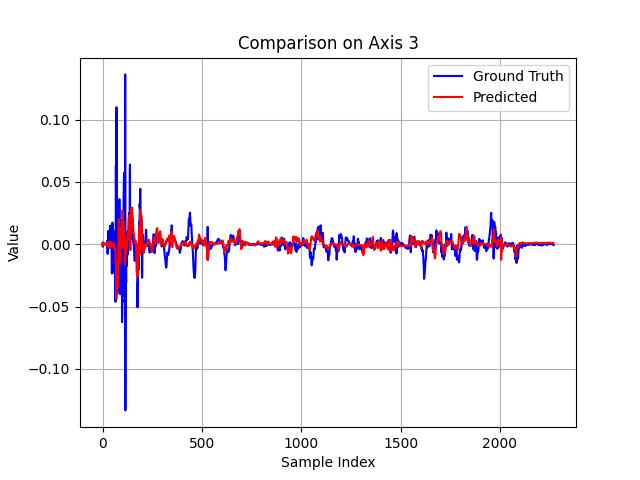 Comparison on Axis 3
Ground Truth
Predicted
0.10
0.05
0.00
−0.05
−0.10
Value
0
500
1000
1500
2000
Sample Index